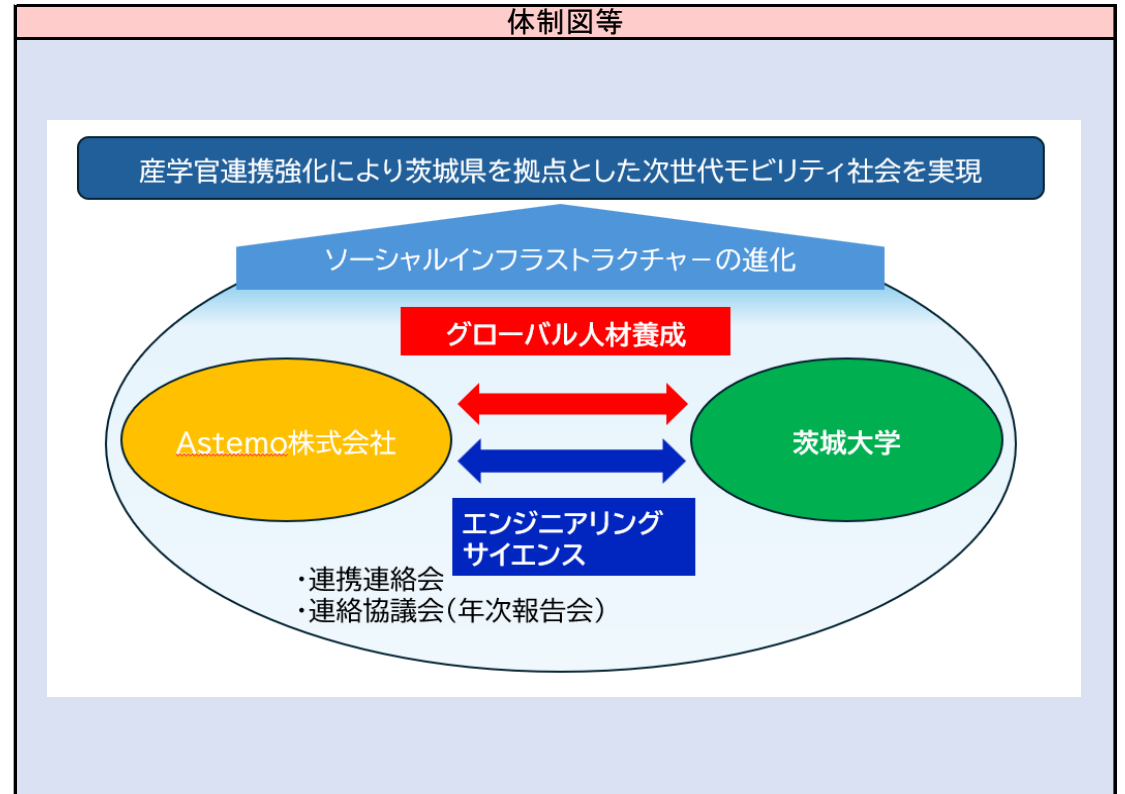 体制図等
産学官連携強化により茨城県を拠点とした次世代モビリティ社会を実現
ソーシャルインフラストラクチャーの進化
グローバル人材養成
Astemo株式会社
茨城大学
エンジニアリング
サイエンス
・連携連絡会
・連絡協議会(年次報告会)